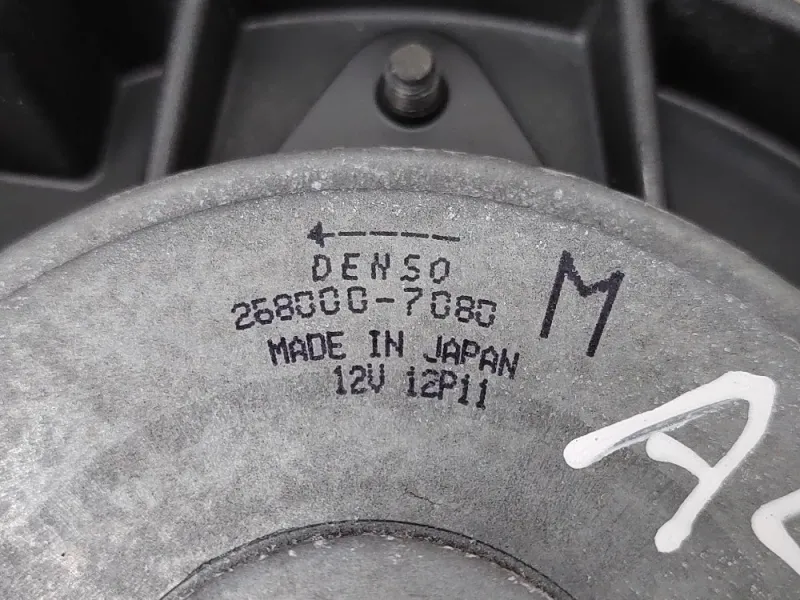 DENSO
268000-7080
M
MADE IN JAPAN
12V 12P11
A